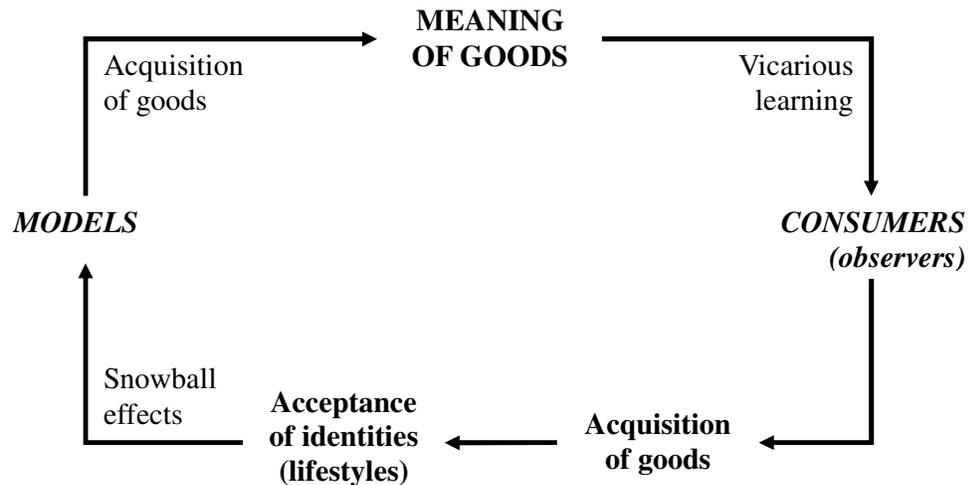 MEANING
OF GOODS
Acquisition
of goods
Vicarious
learning
MODELS
CONSUMERS
(observers)
Snowball
effects
Acceptance
of identities
(lifestyles)
Acquisition
of goods